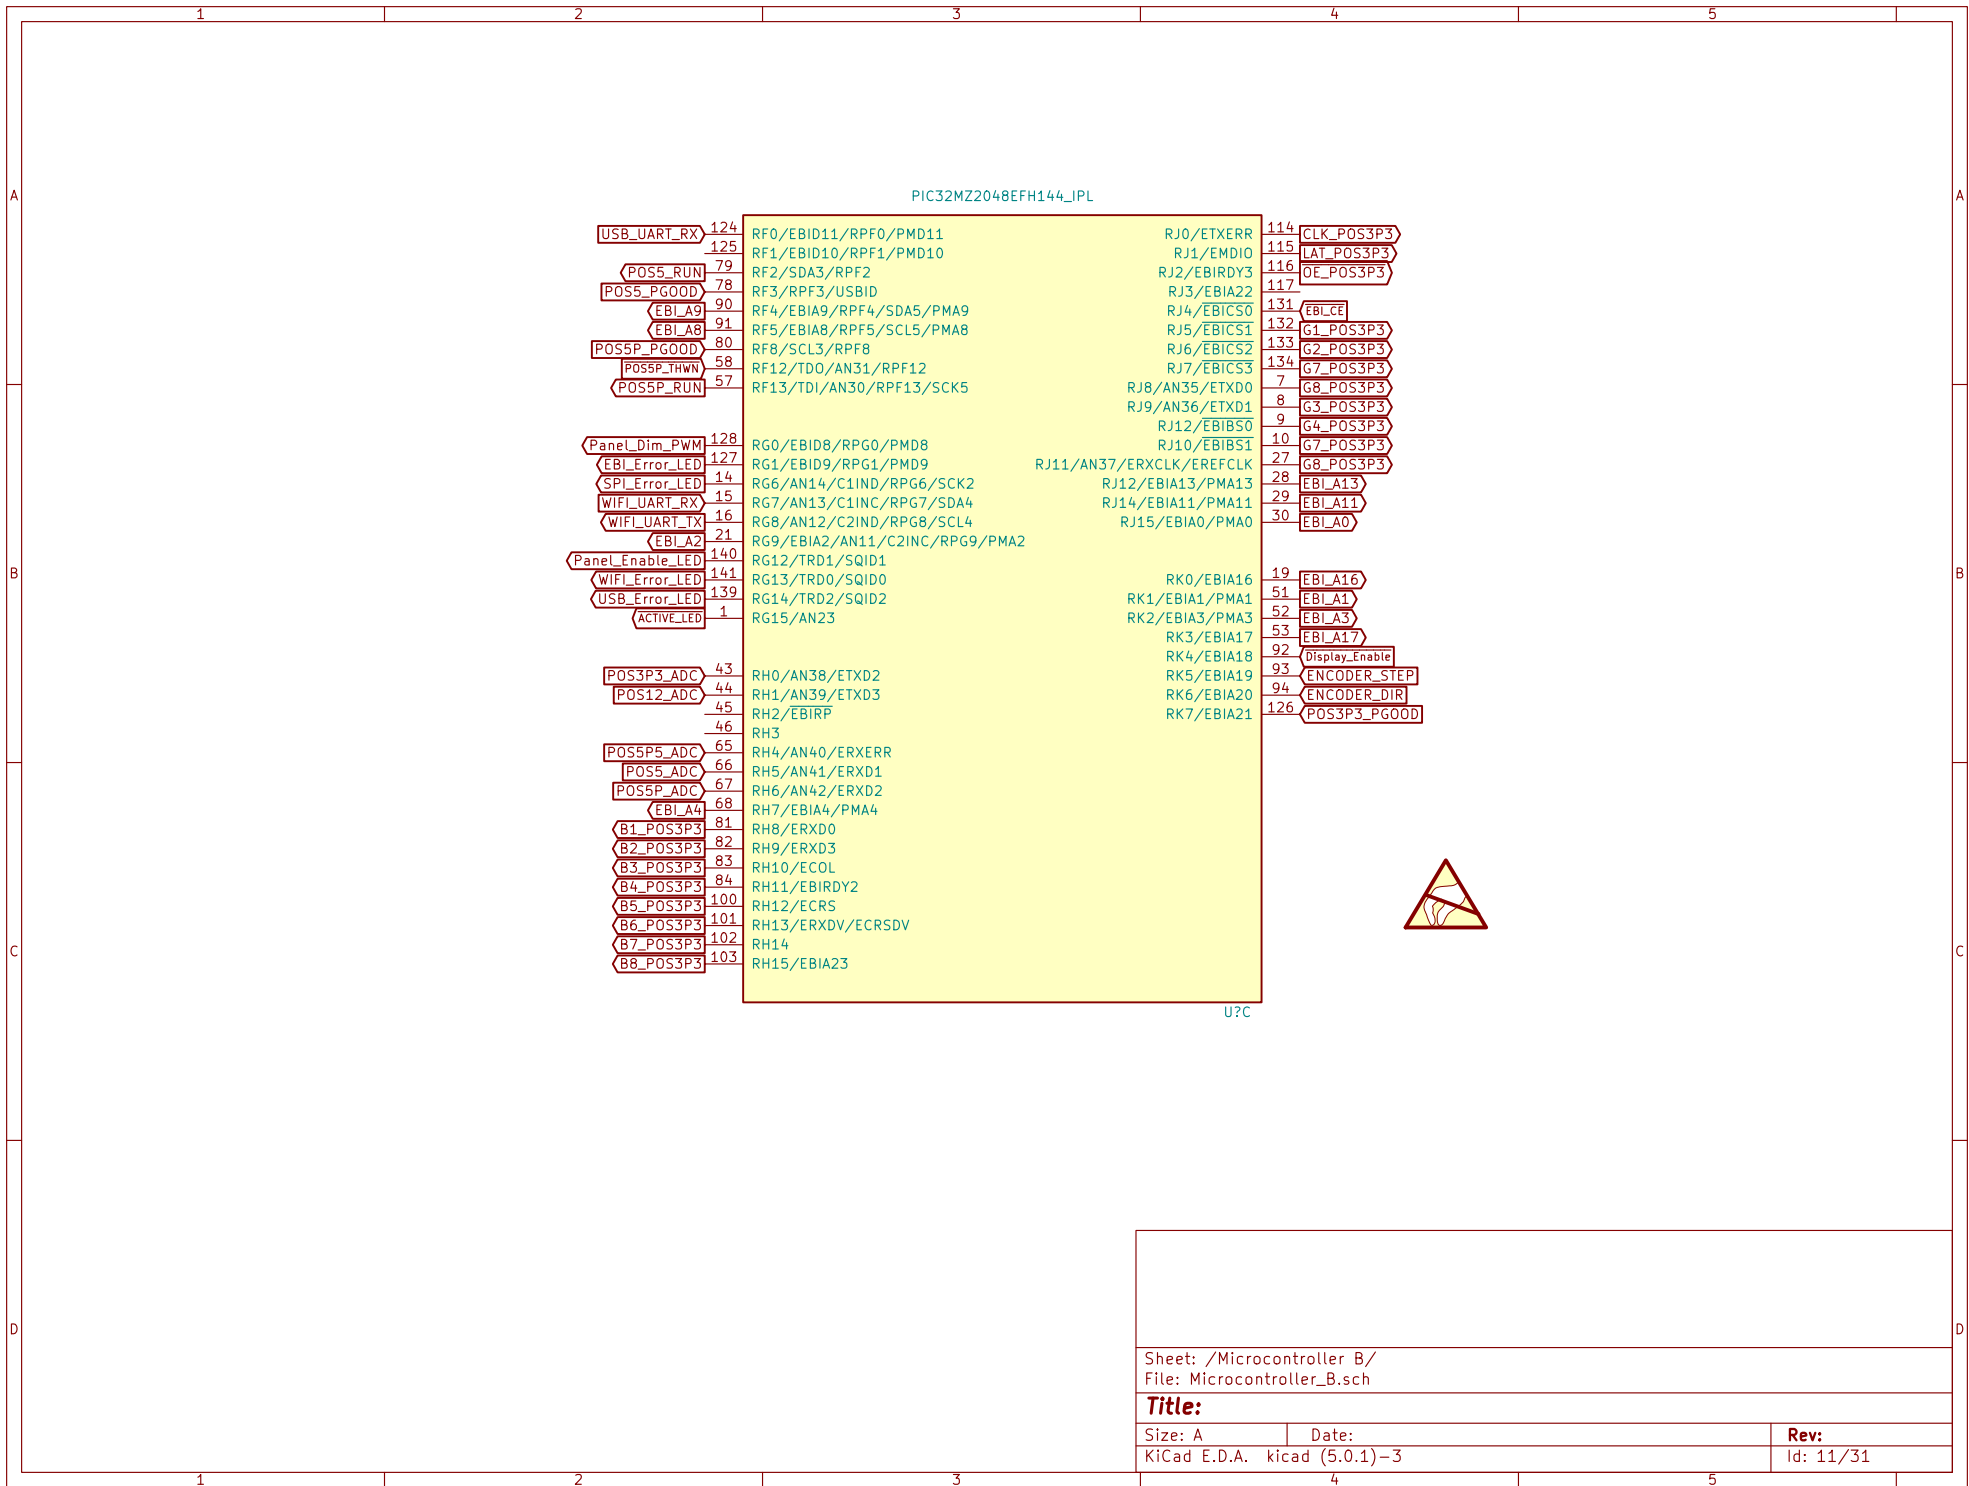 1 2 3 4 5
A A
PIC32MZ2048EFH144_IPL
USB_UART_RX 124 RF0/EBID11/RPF0/PMD11 RJ0/ETXERR 114 CLK_POS3P3
125 RF1/EBID10/RPF1/PMD10 RJ1/EMDIO 115 LAT_POS3P3
POS5_RUN 79 RF2/SDA3/RPF2 RJ2/EBIRDY3 116 OE_POS3P3
POS5_PGOOD 78 RF3/RPF3/USBID RJ3/EBIA22 117
EBI_A9 90 RF4/EBIA9/RPF4/SDA5/PMA9 RJ4/EBICS0 131 EBI_CE
EBI_A8 91 RF5/EBIA8/RPF5/SCL5/PMA8 RJ5/EBICS1 132 G1_POS3P3
POS5P_PGOOD 80 RF8/SCL3/RPF8 RJ6/EBICS2 133 G2_POS3P3
POS5P_THWN 58 RF12/TDO/AN31/RPF12 RJ7/EBICS3 134 G7_POS3P3
POS5P_RUN 57 RF13/TDI/AN30/RPF13/SCK5 RJ8/AN35/ETXD0 7 G8_POS3P3
RJ9/AN36/ETXD1 8 G3_POS3P3
RJ12/EBIBS0 9 G4_POS3P3
Panel_Dim_PWM 128 RG0/EBID8/RPG0/PMD8 RJ10/EBIBS1 10 G7_POS3P3
EBI_Error_LED 127 RG1/EBID9/RPG1/PMD9 RJ11/AN37/ERXCLK/EREFCLK 27 G8_POS3P3
SPI_Error_LED 14 RG6/AN14/C1IND/RPG6/SCK2 RJ12/EBIA13/PMA13 28 EBI_A13
WIFI_UART_RX 15 RG7/AN13/C1INC/RPG7/SDA4 RJ14/EBIA11/PMA11 29 EBI_A11
WIFI_UART_TX 16 RG8/AN12/C2IND/RPG8/SCL4 RJ15/EBIA0/PMA0 30 EBI_A0
EBI_A2 21 RG9/EBIA2/AN11/C2INC/RPG9/PMA2
Panel_Enable_LED 140 RG12/TRD1/SQID1
B B
WIFI_Error_LED 141 RG13/TRD0/SQID0 RK0/EBIA16 19 EBI_A16
USB_Error_LED 139 RG14/TRD2/SQID2 RK1/EBIA1/PMA1 51 EBI_A1
ACTIVE_LED 1 RG15/AN23 RK2/EBIA3/PMA3 52 EBI_A3
RK3/EBIA17 53 EBI_A17
RK4/EBIA18 92 Display_Enable
POS3P3_ADC 43 RH0/AN38/ETXD2 RK5/EBIA19 93 ENCODER_STEP
POS12_ADC 44 RH1/AN39/ETXD3 RK6/EBIA20 94 ENCODER_DIR
45 RH2/EBIRP RK7/EBIA21 126 POS3P3_PGOOD
46 RH3
POS5P5_ADC 65 RH4/AN40/ERXERR
POS5_ADC 66 RH5/AN41/ERXD1
POS5P_ADC 67 RH6/AN42/ERXD2
EBI_A4 68 RH7/EBIA4/PMA4
B1_POS3P3 81 RH8/ERXD0
B2_POS3P3 82 RH9/ERXD3
B3_POS3P3 83 RH10/ECOL
B4_POS3P3 84 RH11/EBIRDY2
B5_POS3P3 100 RH12/ECRS
B6_POS3P3 101 RH13/ERXDV/ECRSDV
B7_POS3P3 102 RH14
C C
B8_POS3P3 103 RH15/EBIA23
U?C
D D
Sheet: /Microcontroller B/
File: Microcontroller_B.sch
Title:
Size: A Date: Rev:
KiCad E.D.A. kicad (5.0.1)-3 Id: 11/31
1 2 3 4 5